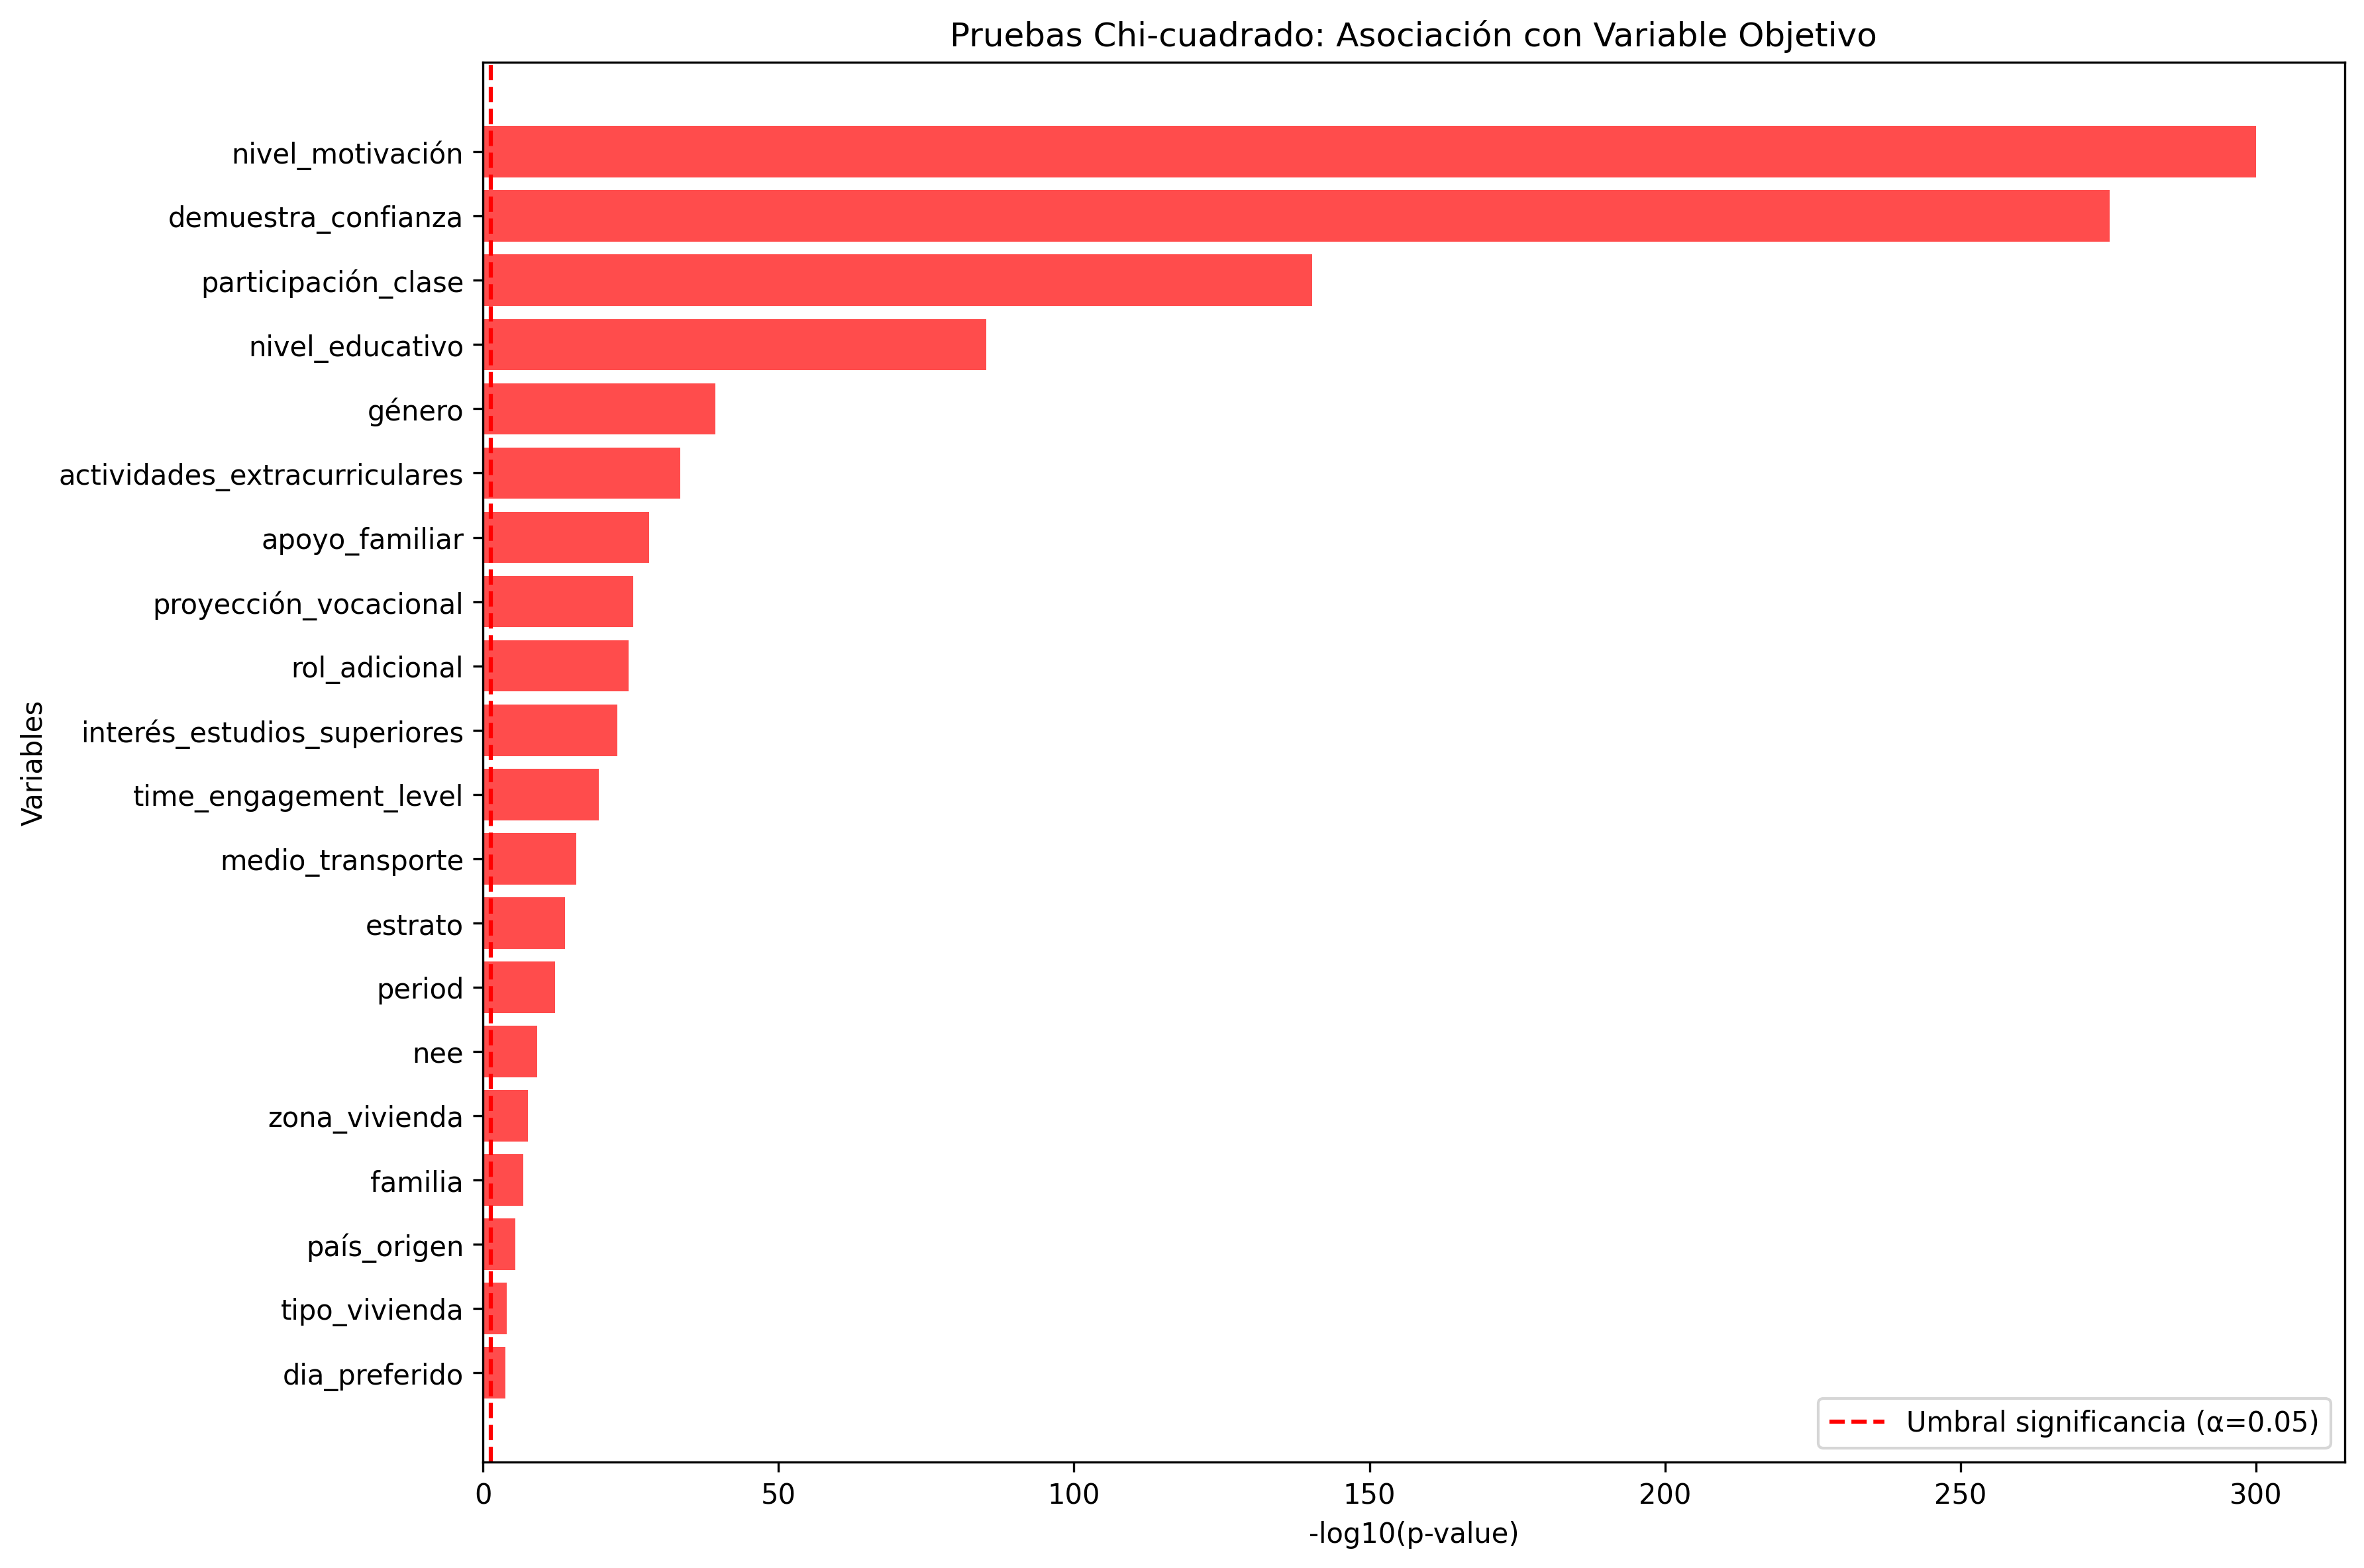 Pruebas Chi-cuadrado: Asociación con Variable Objetivo
Variables
nivel_motivación
demuestra_confianza
participación_clase
nivel_educativo
género
actividades_extracurriculares
apoyo_familiar
proyección_vocacional
rol_adicional
interés_estudios_superiores
time_engagement_level
medio_transporte
estrato
period
nee
zona_vivienda
familia
país_origen
tipo_vivienda
dia_preferido
Umbral significancia (α=0.05)
0 50 100 150 200 250 300
-log10(p-value)